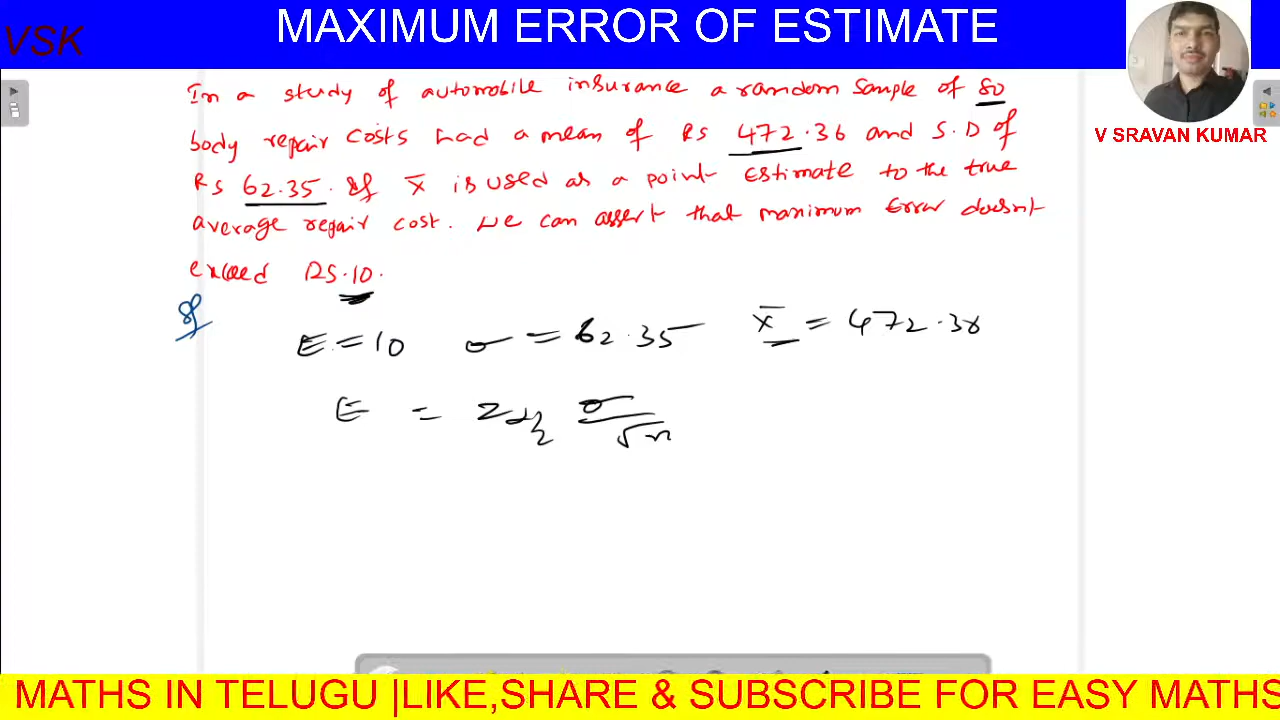 VSK
MAXIMUM ERROR OF ESTIMATE
V SRAVAN KUMAR
In a study of automobile insurance a random sample of 80
body repair costs had a mean of Rs 472.36 and S.D of
Rs 62.35. If x̄ is used as a point Estimate to the true
average repair cost. we can assert that maximum Error doesnt
exceed RS.10.
Sol
E = 10 σ = 62.35 x̄ = 472.36
E = Z α/2 σ/√n
MATHS IN TELUGU |LIKE,SHARE & SUBSCRIBE FOR EASY MATHS